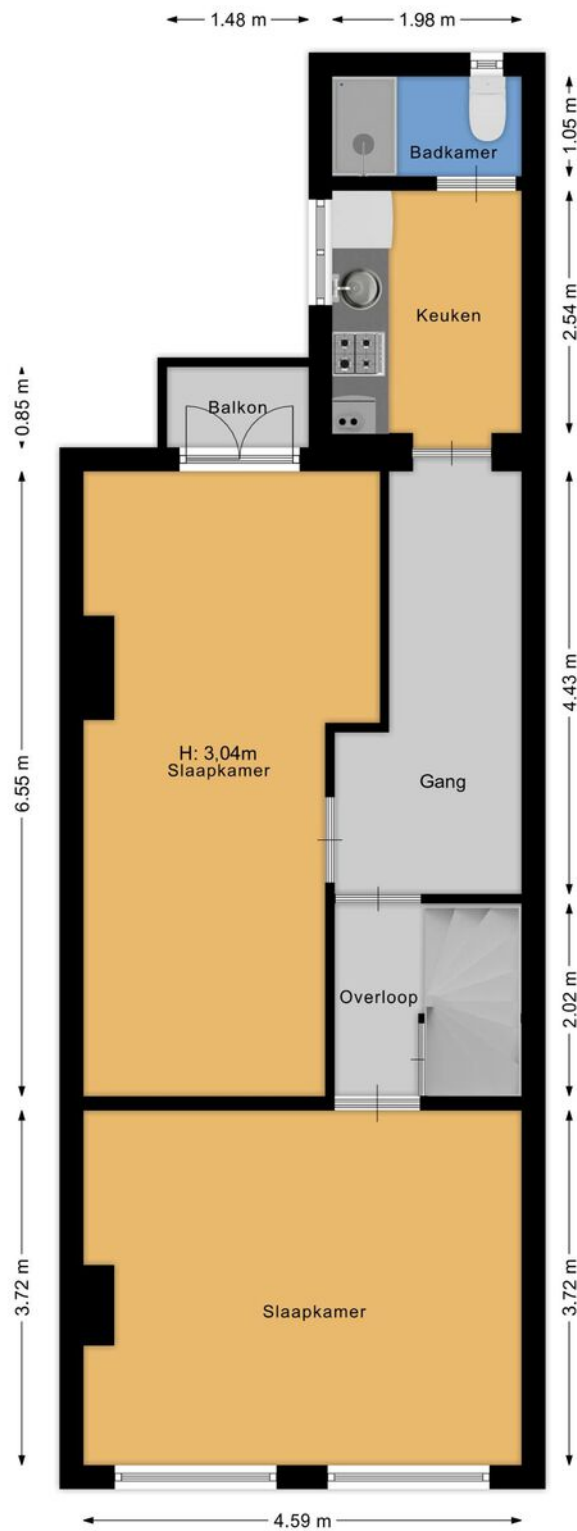 1.48 m
1.98 m
1.05 m
Badkamer
2.54 m
Keuken
0.85 m
Balkon
6.55 m
4.43 m
H: 3,04m
Slaapkamer
Gang
2.02 m
Overloop
3.72 m
3.72 m
Slaapkamer
4.59 m